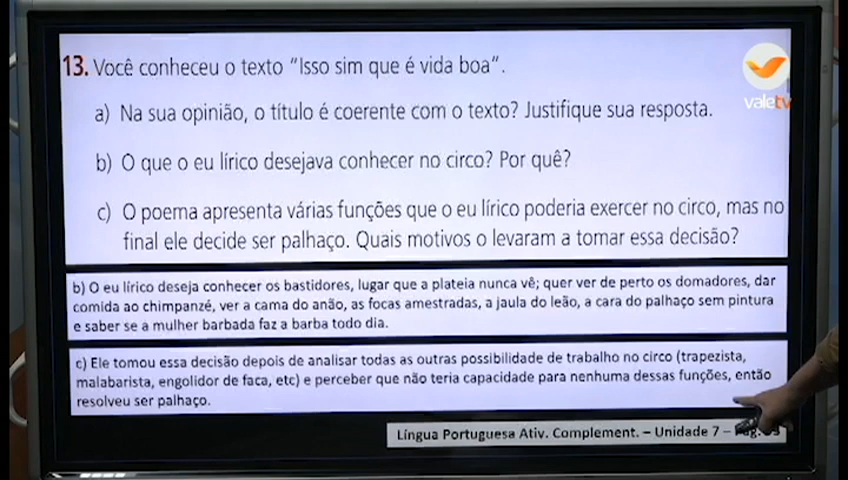 13. Você conheceu o texto “Isso sim que é vida boa“.
a) Na sua opinião, o título é coerente com o texto? Justifique sua resposta.
b) O que o eu lírico desejava conhecer no circo? Por quê?
c) O poema apresenta várias funções que o eu lírico poderia exercer no circo, mas no
final ele decide ser palhaço. Quais motivos o levaram a tomar essa decisão?
b) O eu lírico deseja conhecer os bastidores, lugar que a plateia nunca vê; quer ver de perto os domadores, dar
comida ao chimpanzé, ver a cama do anão, as focas amestradas, a jaula do leão, a cara do palhaço sem pintura
e saber se a mulher barbada faz a barba todo dia.
c) Ele tomou essa decisão depois de analisar todas as outras possibilidade de trabalho no circo (trapezista,
malabarista, engolidor de faca, etc) e perceber que não teria capacidade para nenhuma dessas funções, então
resolveu ser palhaço.
Língua Portuguesa Ativ. Complement. – Unidade 7 –
valetv